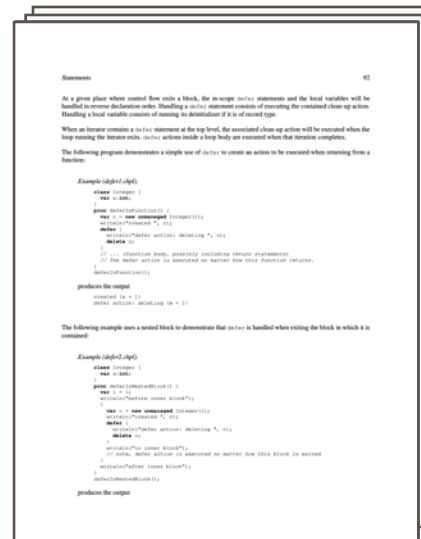 Statements 92
At a given place where control flow exits a block, the in-scope defer statements and the local variables will be
handled in reverse declaration order. Handling a defer statement consists of executing the contained clean-up action.
Handling a local variable consists of running its deinitializer if it is of record type.
When an iterator contains a defer statement at the top level, the associated clean-up action will be executed when the
loop running the iterator exits. defer actions inside a loop body are executed when that iteration completes.
The following program demonstrates a simple use of defer to create an action to be executed when returning from a
function:
Example (defer1.chpl).
class Integer {
var x:int;
}
proc deferInFunction() {
var c = new unmanaged Integer(1);
writeln("created ", c);
defer {
writeln("defer action: deleting ", c);
delete c;
}
// ... (function body, possibly including return statements)
// The defer action is executed no matter how this function returns.
}
deferInFunction();
produces the output
created {x = 1}
defer action: deleting {x = 1}
The following example uses a nested block to demonstrate that defer is handled when exiting the block in which it is
contained:
Example (defer2.chpl).
class Integer {
var x:int;
}
proc deferInNestedBlock() {
var i = 1;
writeln("before inner block");
{
var c = new unmanaged Integer(i);
writeln("created ", c);
defer {
writeln("defer action: deleting ", c);
delete c;
}
writeln("in inner block");
// note, defer action is executed no matter how this block is exited
}
writeln("after inner block");
}
deferInNestedBlock();
produces the output